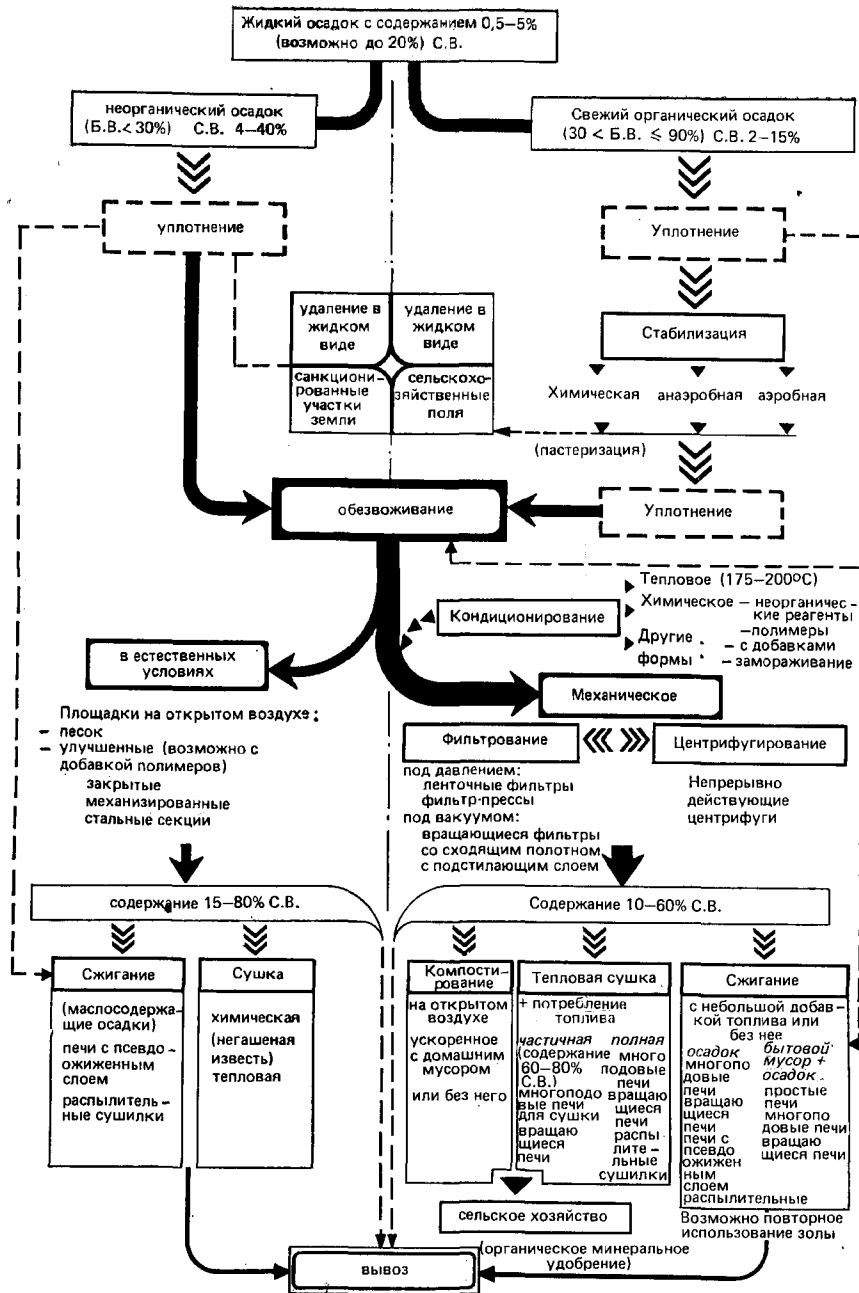 Жидкий осадок с содержанием 0,5–5%
(возможно до 20%) С.В.
неорганический осадок
(Б.В.< 30%) С.В. 4–40%
Свежий органический осадок
(30 < Б.В. ≤ 90%) С.В. 2–15%
уплотнение
Уплотнение
удаление в
жидком
виде
удаление в
жидком
виде
санкциони-
рованные
участки
земли
сельскохо-
зяйственные
поля
Стабилизация
Химическая анаэробная аэробная
(пастеризация)
обезвоживание
Уплотнение
Кондиционирование
Тепловое (175–200°С)
Химическое – неорганичес-
кие реагенты
–полимеры
Другие – с добавками
формы – замораживание
в естественных
условиях
Механическое
Площадки на открытом воздухе:
– песок
– улучшенные (возможно с
добавкой полимеров)
закрытые
механизированные
стальные секции
Фильтрование
Центрифугирование
под давлением:
ленточные фильтры
фильтр-прессы
под вакуумом:
вращающиеся фильтры
со сходящим полотном
с подстилающим слоем
Непрерывно
действующие
центрифуги
содержание 15–80% С.В.
Содержание 10–60% С.В.
Сжигание
(маслосодержа-
щие осадки)
печи с псевдо-
ожиженным
слоем
распылитель-
ные сушилки
Сушка
химическая
(негашеная
известь)
тепловая
Компости-
рование
на открытом
воздухе
ускоренное
с домашним
мусором
или без него
Тепловая сушка
+ потребление
топлива
частичная
(содержание
60–80%
С.В.)
многоподо
вые печи
для сушки
вращаю
щиеся
печи
полная
много
подовые
печи
вращаю
щиеся
печи
распы
лите-
льные
сушилки
Сжигание
с небольшой добав-
кой топлива или
без нее
осадок
многопо
довые
печи
вращаю
щиеся
печи
печи с
псевдо
ожижен
ным
слоем
распылительные
бытовой
мусор +
осадок
простые
печи
многопо
довые печи
вращаю
щиеся печи
сельское хозяйство
(органическое минеральное
удобрение)
Возможно повторное
использование золы
вывоз